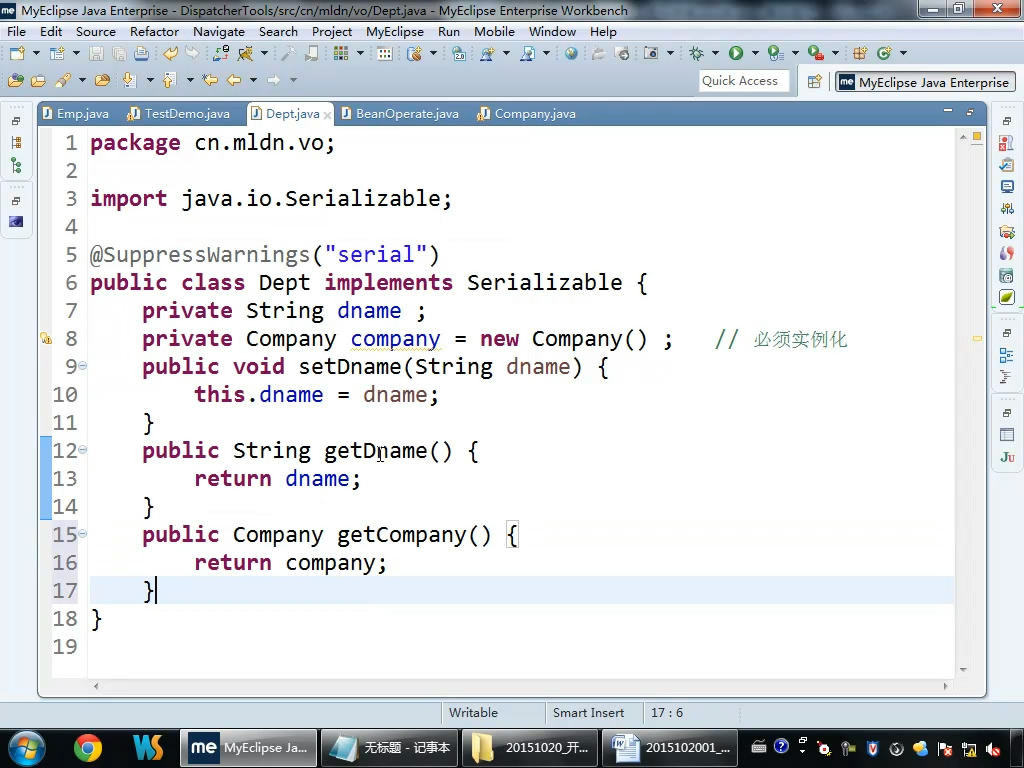 MyEclipse Java Enterprise - DispatcherTools/src/cn/mldn/vo/Dept.java - MyEclipse Enterprise Workbench
File Edit Source Refactor Navigate Search Project MyEclipse Run Mobile Window Help
Quick Access
MyEclipse Java Enterprise
Emp.java TestDemo.java Dept.java BeanOperate.java Company.java
1 package cn.mldn.vo;
2
3 import java.io.Serializable;
4
5 @SuppressWarnings("serial")
6 public class Dept implements Serializable {
7 private String dname ;
8 private Company company = new Company() ; // 必须实例化
9 public void setDname(String dname) {
10 this.dname = dname;
11 }
12 public String getDname() {
13 return dname;
14 }
15 public Company getCompany() {
16 return company;
17 }
18 }
19
Writable Smart Insert 17 : 6
MyEclipse Ja... 无标题 - 记事本 20151020_开... 2015102001_...